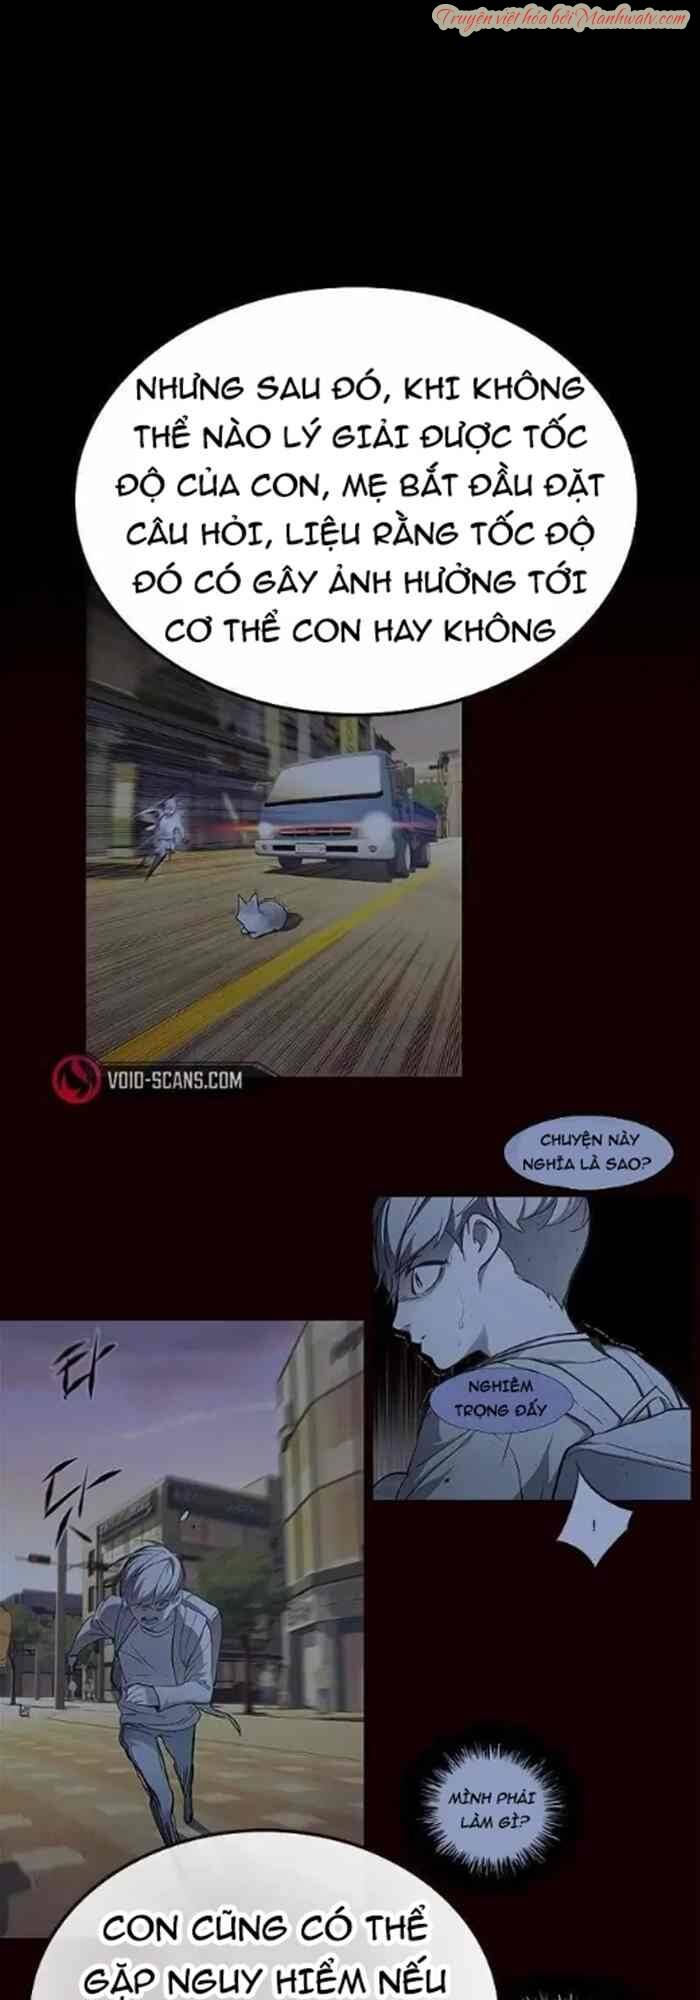 Truyện việt hóa bởi Manhwatv.com
NHƯNG SAU ĐÓ, KHI KHÔNG
THỂ NÀO LÝ GIẢI ĐƯỢC TỐC
ĐỘ CỦA CON, MẸ BẮT ĐẦU ĐẶT
CÂU HỎI, LIỆU RẰNG TỐC ĐỘ
ĐÓ CÓ GÂY ẢNH HƯỞNG TỚI
CƠ THỂ CON HAY KHÔNG
VOID-SCANS.COM
CHUYỆN NÀY
NGHĨA LÀ SAO?
NGHIÊM
TRỌNG ĐẤY
!
타
닷
MÌNH PHẢI
LÀM GÌ?
CON CŨNG CÓ THỂ
GẶP NGUY HIỂM NẾU